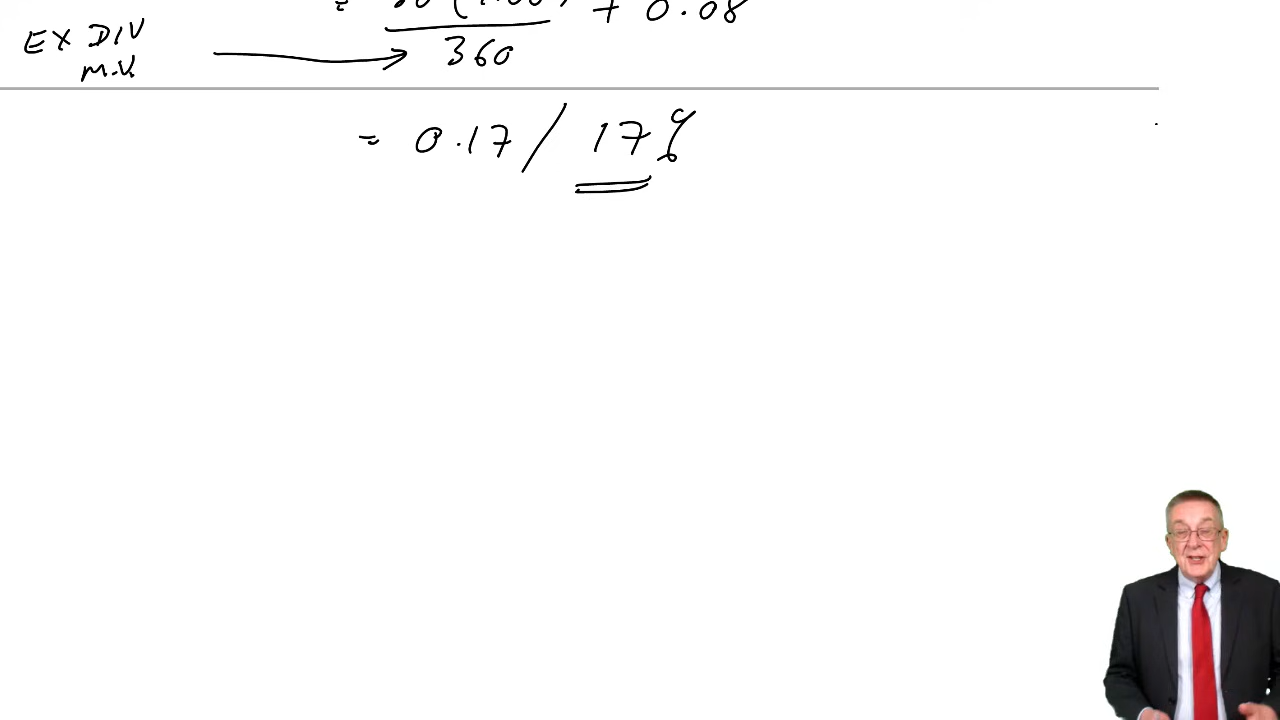 = + 0.08
EX DIV
M.V. → 360
= 0.17 / 17%